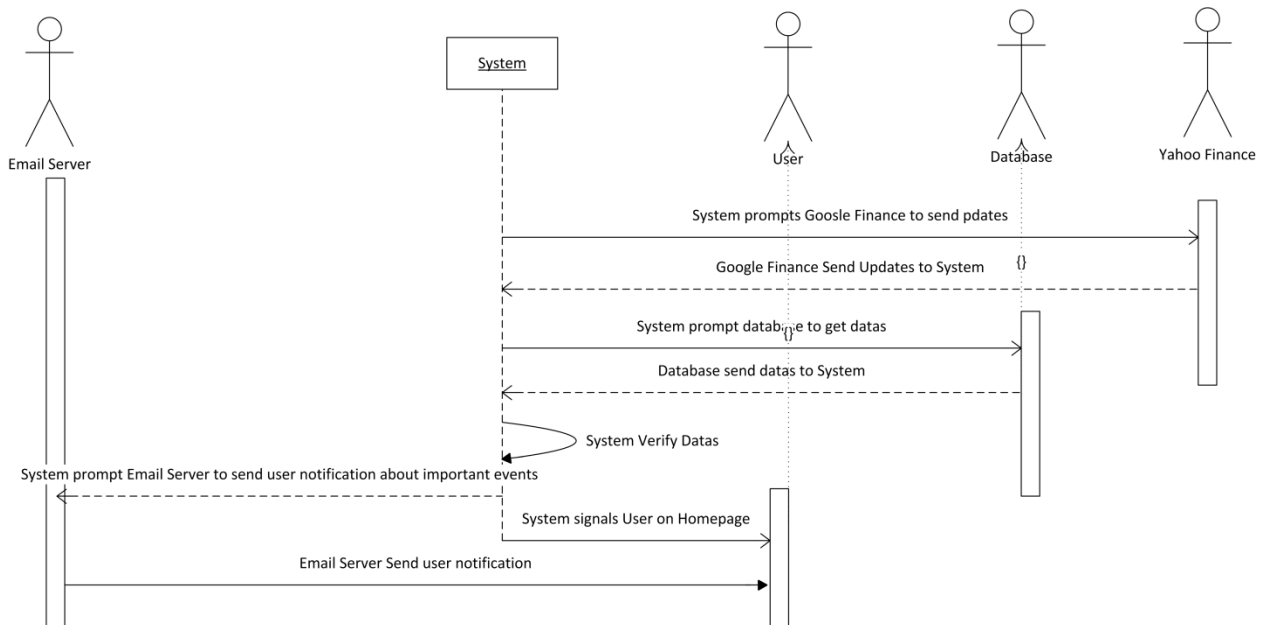 System
Email Server
User
Database
Yahoo Finance
System prompts Goosle Finance to send pdates
{}
Google Finance Send Updates to System
System prompt database to get datas
{}
Database send datas to System
System Verify Datas
System prompt Email Server to send user notification about important events
System signals User on Homepage
Email Server Send user notification